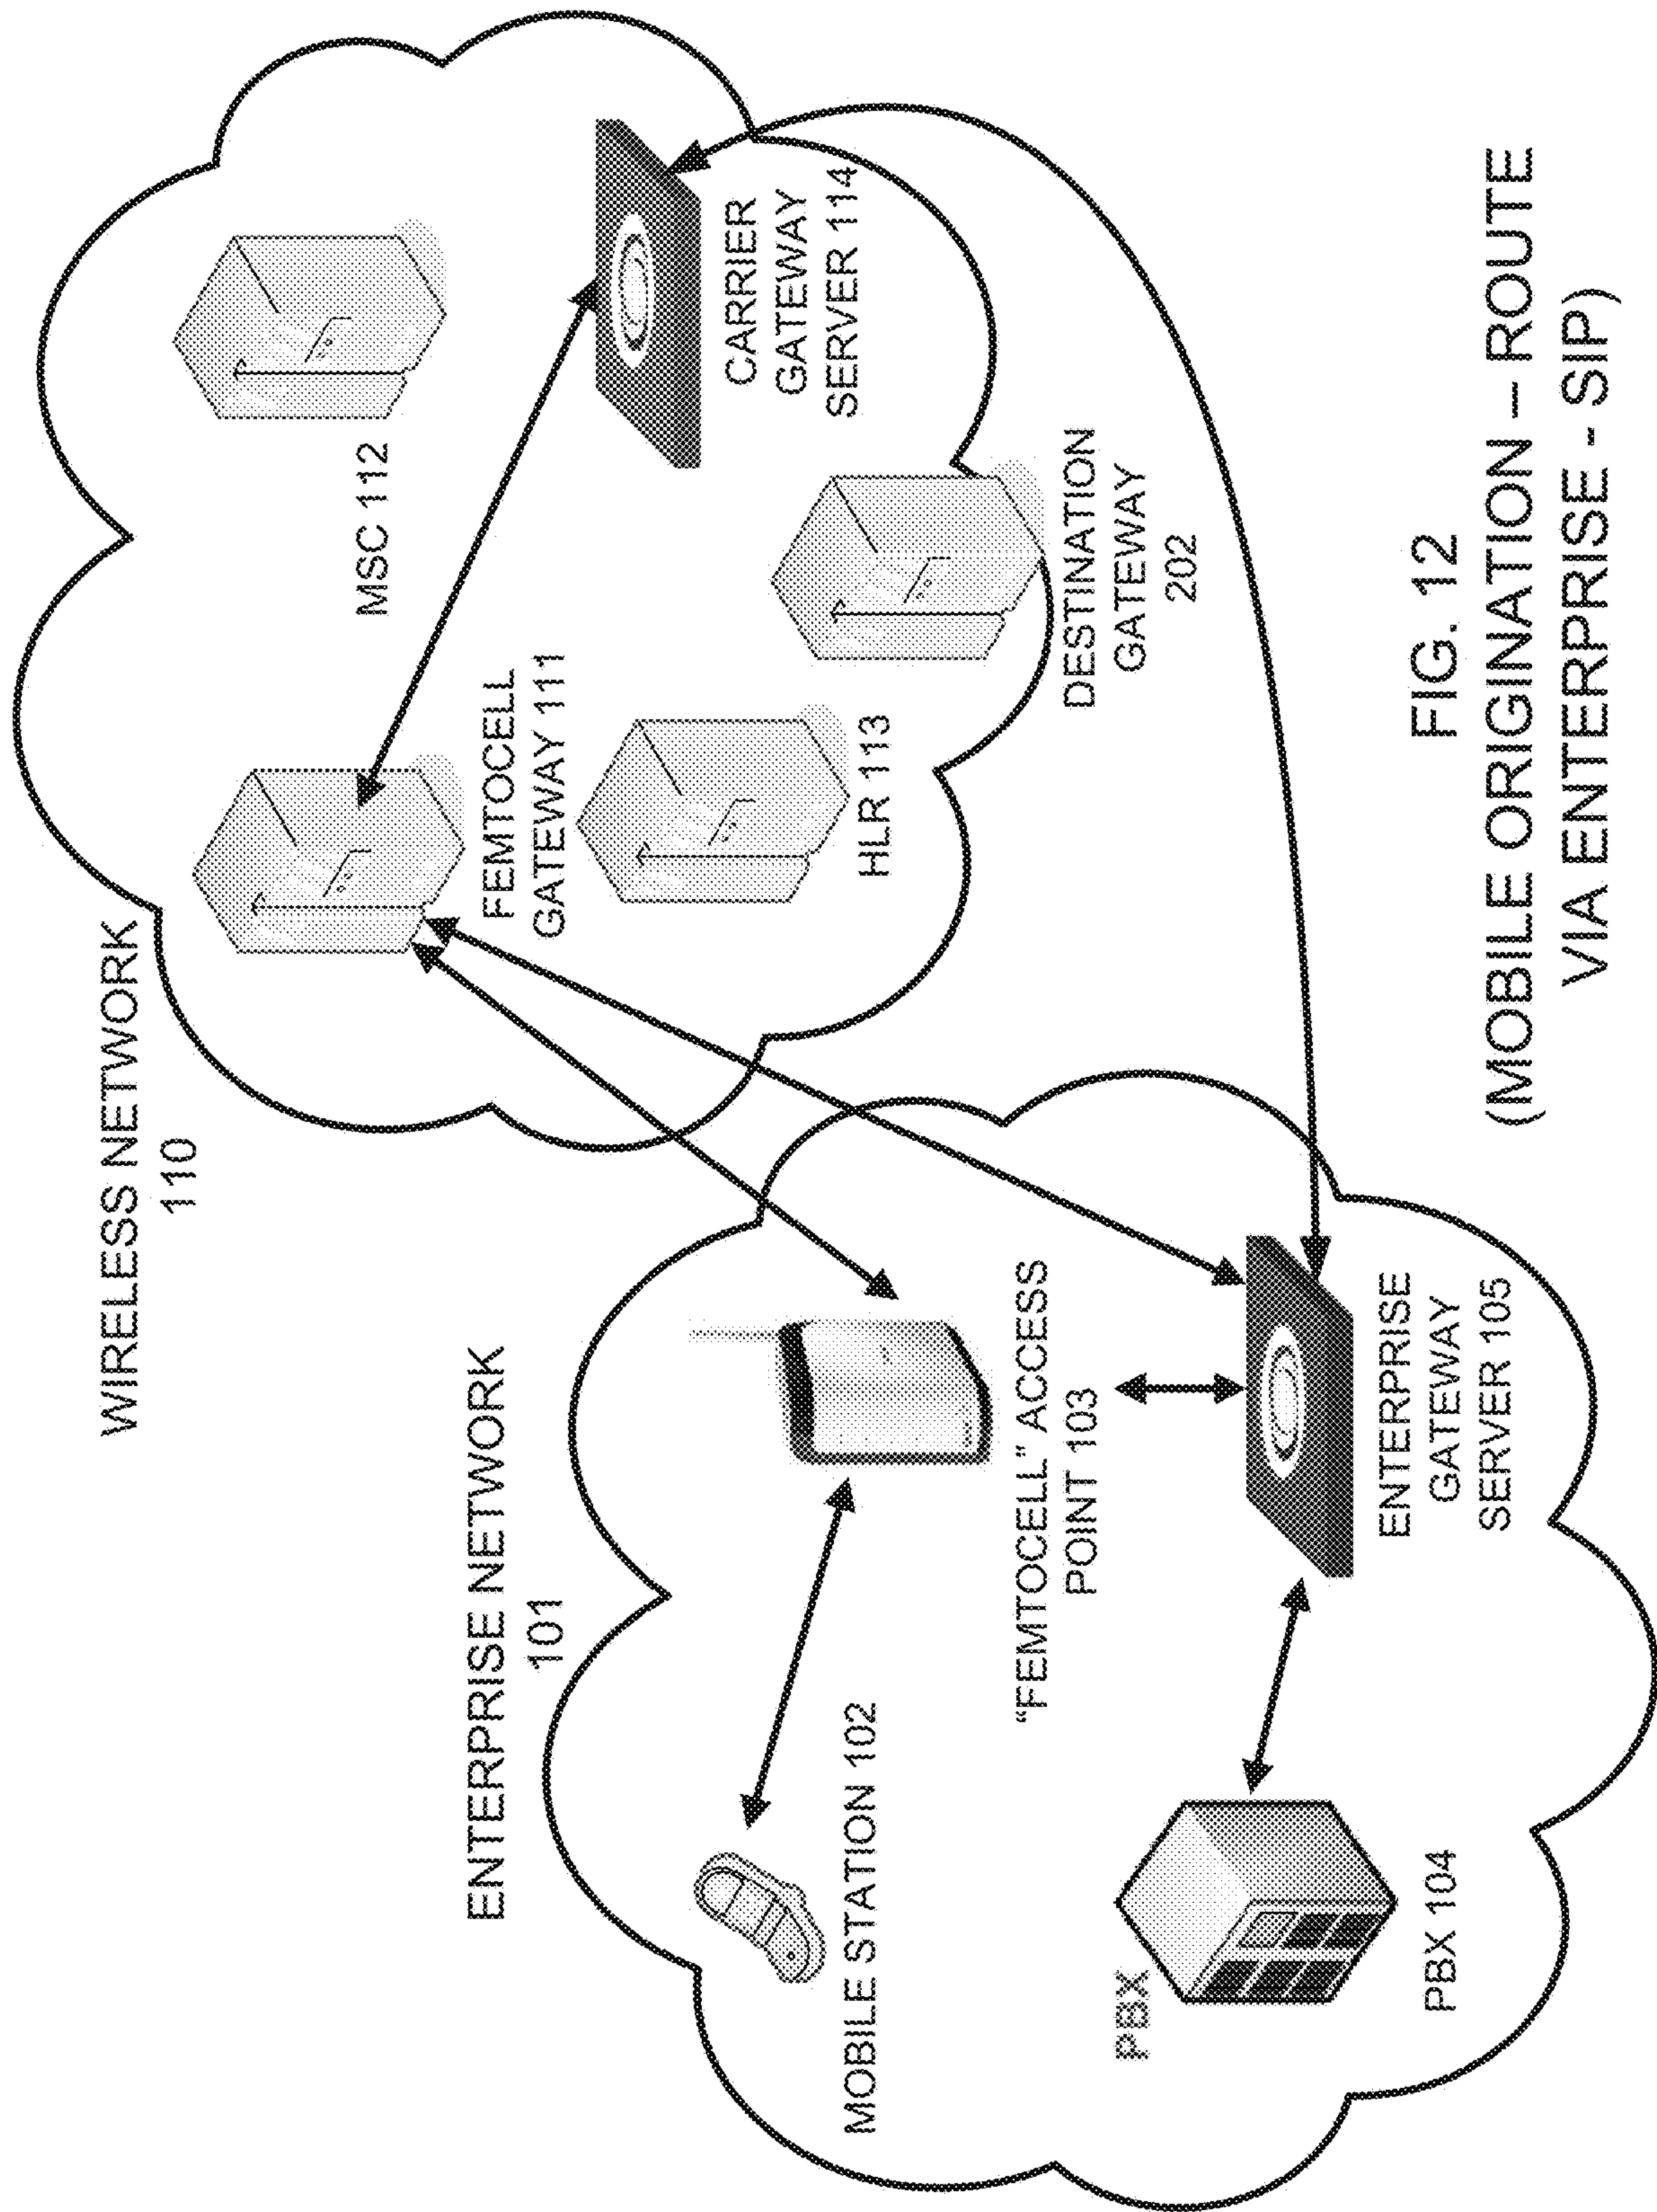 WIRELESS NETWORK
110
MSC 112
FEMTOCELL
GATEWAY 111
CARRIER
GATEWAY
SERVER 114
HLR 113
DESTINATION
GATEWAY
202
ENTERPRISE NETWORK
101
MOBILE STATION 102
"FEMTOCELL" ACCESS
POINT 103
PBX
PBX 104
ENTERPRISE
GATEWAY
SERVER 105
FIG. 12
(MOBILE ORIGINATION – ROUTE
VIA ENTERPRISE - SIP)